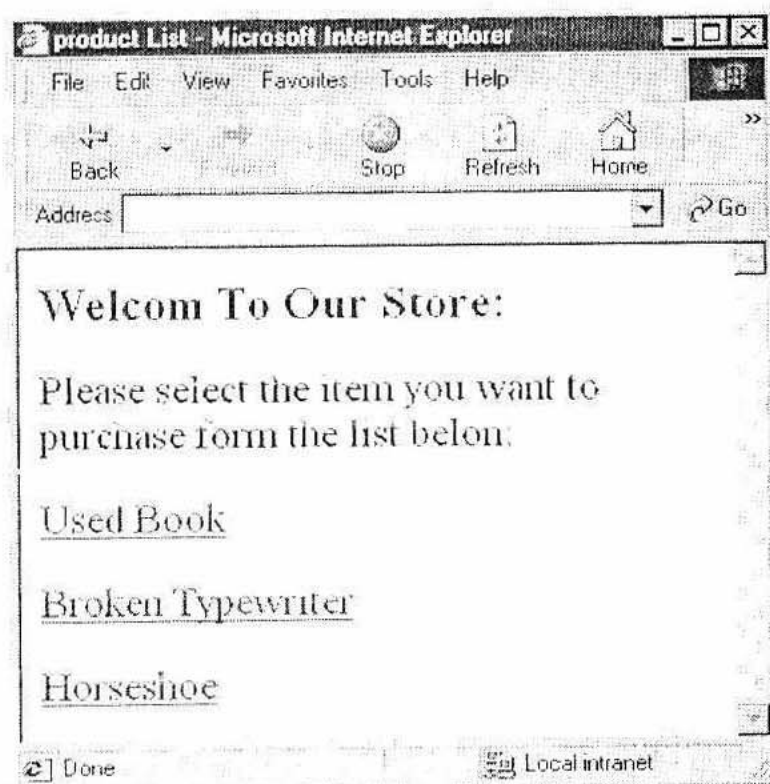 product List - Microsoft Internet Explorer
File Edit View Favorites Tools Help
»
Back Stop Refresh Home
Address Go
Welcom To Our Store:
Please select the item you want to
purchase form the list belon:
Used Book
Broken Typewriter
Horseshoe
Done Local intranet